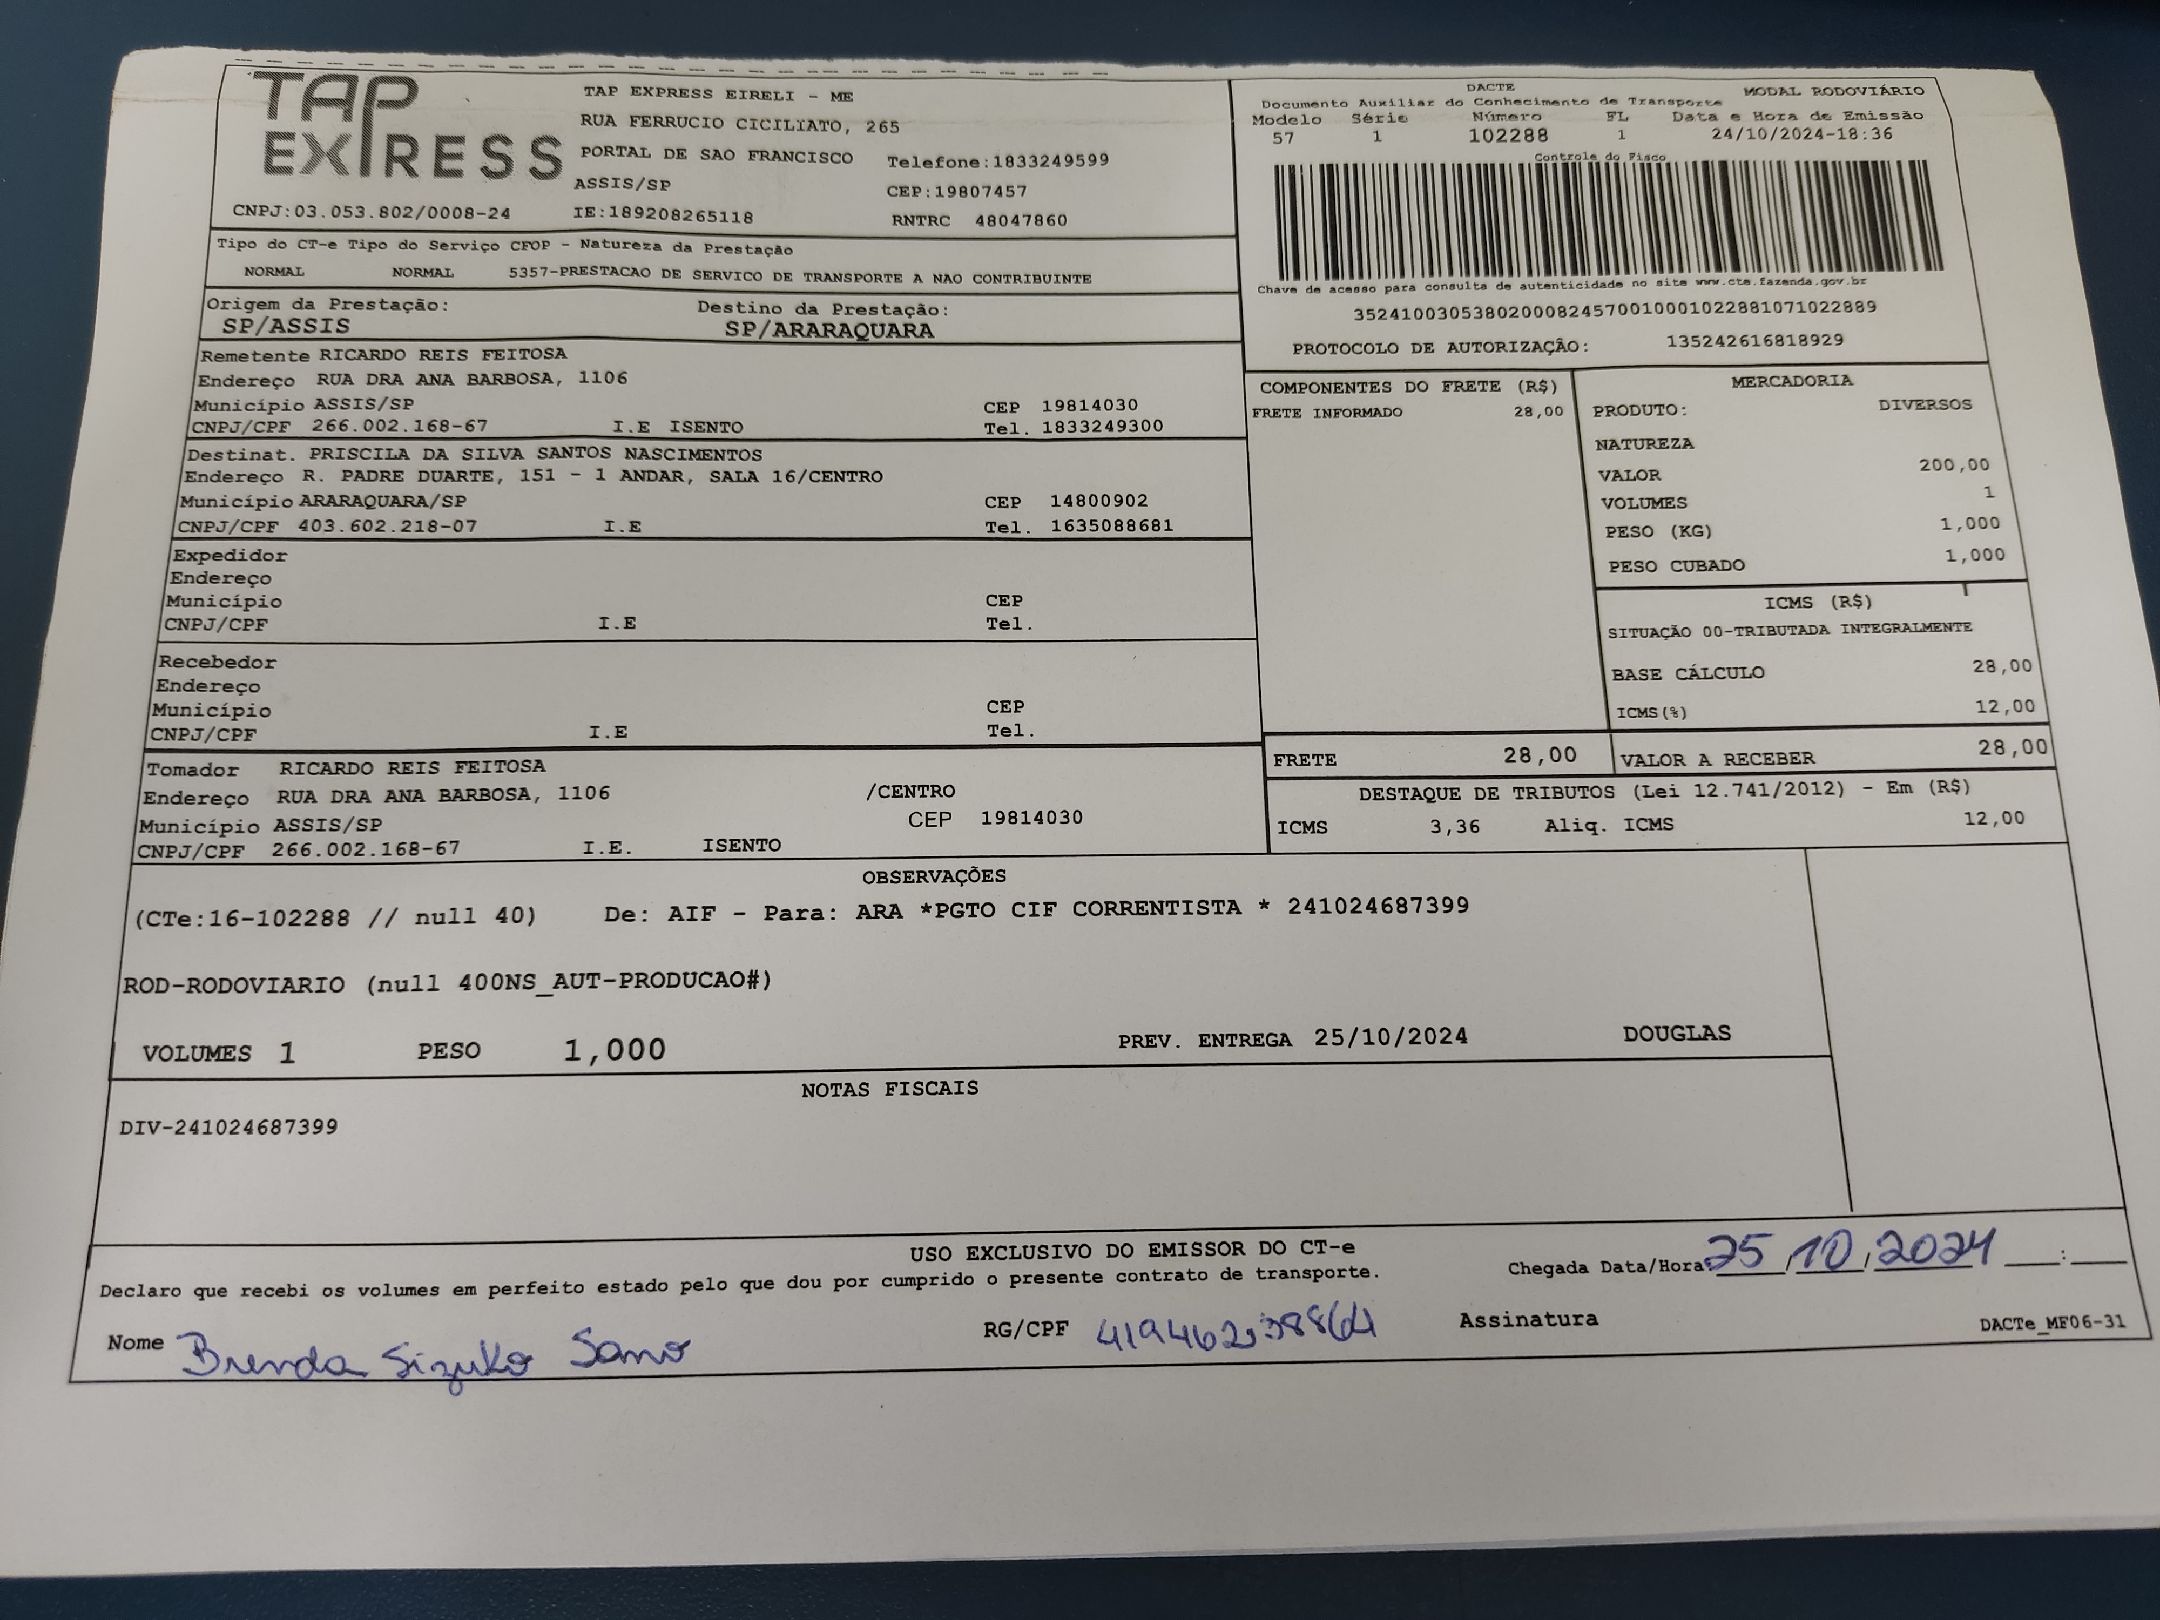 TAP EXPRESS
TAP EXPRESS EIRELI - ME
RUA FERRUCIO CICILIATO, 265
PORTAL DE SAO FRANCISCO Telefone:1833249599
ASSIS/SP CEP:19807457
CNPJ:03.053.802/0008-24 IE:189208265118 RNTRC 48047860
DACTE MODAL RODOVIÁRIO
Documento Auxiliar do Conhecimento de Transporte
Modelo Série Número FL Data e Hora de Emissão
57 1 102288 1 24/10/2024-18:36
Controle do Fisco
Chave de acesso para consulta de autenticidade no site www.cte.fazenda.gov.br
35241003053802000824570010001022881071022889
PROTOCOLO DE AUTORIZAÇÃO: 135242616818929
Tipo do CT-e Tipo do Serviço CFOP - Natureza da Prestação
NORMAL NORMAL 5357-PRESTACAO DE SERVICO DE TRANSPORTE A NAO CONTRIBUINTE
Origem da Prestação: Destino da Prestação:
SP/ASSIS SP/ARARAQUARA
Remetente RICARDO REIS FEITOSA
Endereço RUA DRA ANA BARBOSA, 1106
Município ASSIS/SP CEP 19814030
CNPJ/CPF 266.002.168-67 I.E ISENTO Tel. 1833249300
Destinat. PRISCILA DA SILVA SANTOS NASCIMENTOS
Endereço R. PADRE DUARTE, 151 - 1 ANDAR, SALA 16/CENTRO
Município ARARAQUARA/SP CEP 14800902
CNPJ/CPF 403.602.218-07 I.E Tel. 1635088681
Expedidor
Endereço
Município CEP
CNPJ/CPF I.E Tel.
Recebedor
Endereço
Município CEP
CNPJ/CPF I.E Tel.
Tomador RICARDO REIS FEITOSA
Endereço RUA DRA ANA BARBOSA, 1106 /CENTRO
Município ASSIS/SP CEP 19814030
CNPJ/CPF 266.002.168-67 I.E. ISENTO
COMPONENTES DO FRETE (R$)
FRETE INFORMADO 28,00
MERCADORIA
PRODUTO: DIVERSOS
NATUREZA
VALOR 200,00
VOLUMES 1
PESO (KG) 1,000
PESO CUBADO 1,000
ICMS (R$)
SITUAÇÃO 00-TRIBUTADA INTEGRALMENTE
BASE CÁLCULO 28,00
ICMS(%) 12,00
FRETE 28,00 VALOR A RECEBER 28,00
DESTAQUE DE TRIBUTOS (Lei 12.741/2012) - Em (R$)
ICMS 3,36 Aliq. ICMS 12,00
OBSERVAÇÕES
(CTe:16-102288 // null 40) De: AIF - Para: ARA *PGTO CIF CORRENTISTA * 241024687399
ROD-RODOVIARIO (null 400NS_AUT-PRODUCAO#)
VOLUMES 1 PESO 1,000 PREV. ENTREGA 25/10/2024 DOUGLAS
NOTAS FISCAIS
DIV-241024687399
USO EXCLUSIVO DO EMISSOR DO CT-e
Declaro que recebi os volumes em perfeito estado pelo que dou por cumprido o presente contrato de transporte.
Chegada Data/Hora: 25/10/2024 ____:____
Nome Brenda Sizuko Sano RG/CPF Assinatura DACTe_MF06-31